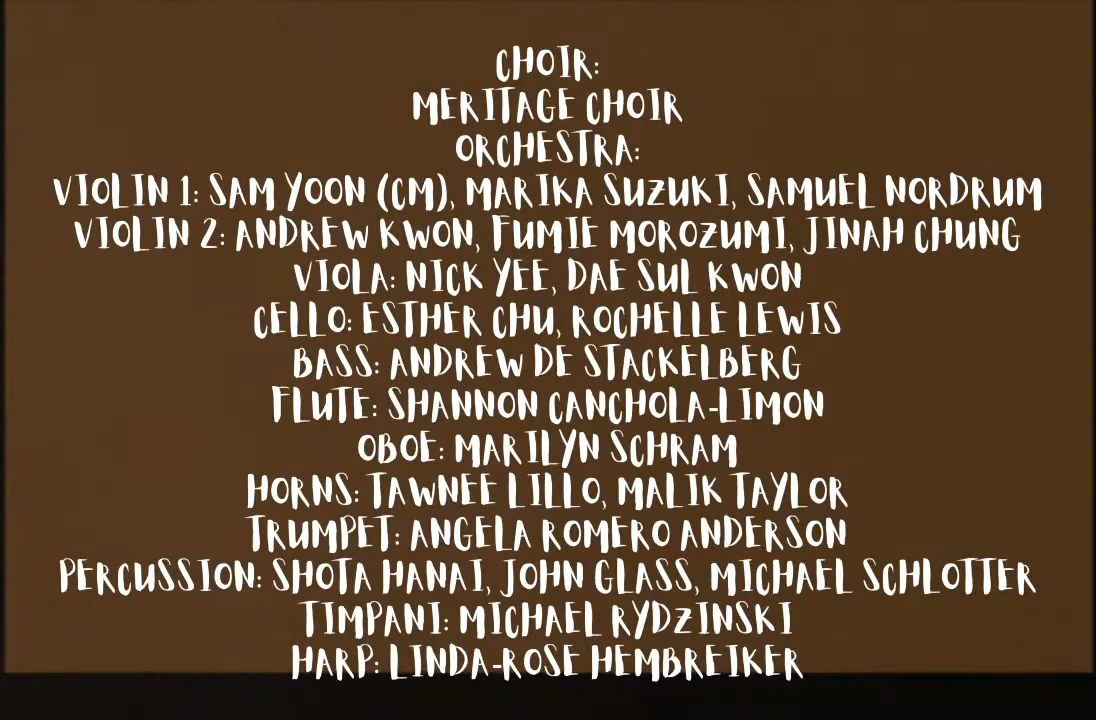 CHOIR:
MERITAGE CHOIR
ORCHESTRA:
VIOLIN 1: SAM YOON (CM), MARIKA SUZUKI, SAMUEL NORDRUM
VIOLIN 2: ANDREW KWON, FUMIE MOROZUMI, JINAH CHUNG
VIOLA: NICK YEE, DAE SUL KWON
CELLO: ESTHER CHU, ROCHELLE LEWIS
BASS: ANDREW DE STACKELBERG
FLUTE: SHANNON CANCHOLA-LIMON
OBOE: MARILYN SCHRAM
HORNS: TAWNEE LILLO, MALIK TAYLOR
TRUMPET: ANGELA ROMERO ANDERSON
PERCUSSION: SHOTA HANAI, JOHN GLASS, MICHAEL SCHLOTTER
TIMPANI: MICHAEL RYDZINSKI
HARP: LINDA-ROSE HEMBREIKER